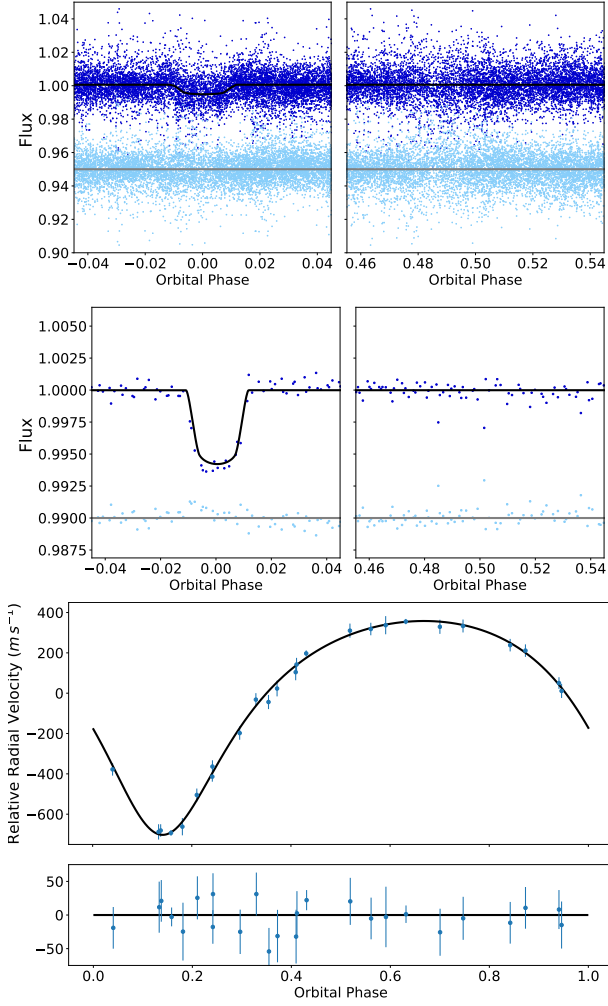 1.04
1.02
1.00
0.98
0.96
0.94
0.92
0.90
Flux
−0.04 −0.02 0.00 0.02 0.04
0.46 0.48 0.50 0.52 0.54
Orbital Phase
Orbital Phase
1.0050
1.0025
1.0000
0.9975
0.9950
0.9925
0.9900
0.9875
Flux
−0.04 −0.02 0.00 0.02 0.04
0.46 0.48 0.50 0.52 0.54
Orbital Phase
Orbital Phase
400
200
0
−200
−400
−600
Relative Radial Velocity (m s⁻¹)
50
0
−50
0.0 0.2 0.4 0.6 0.8 1.0
Orbital Phase